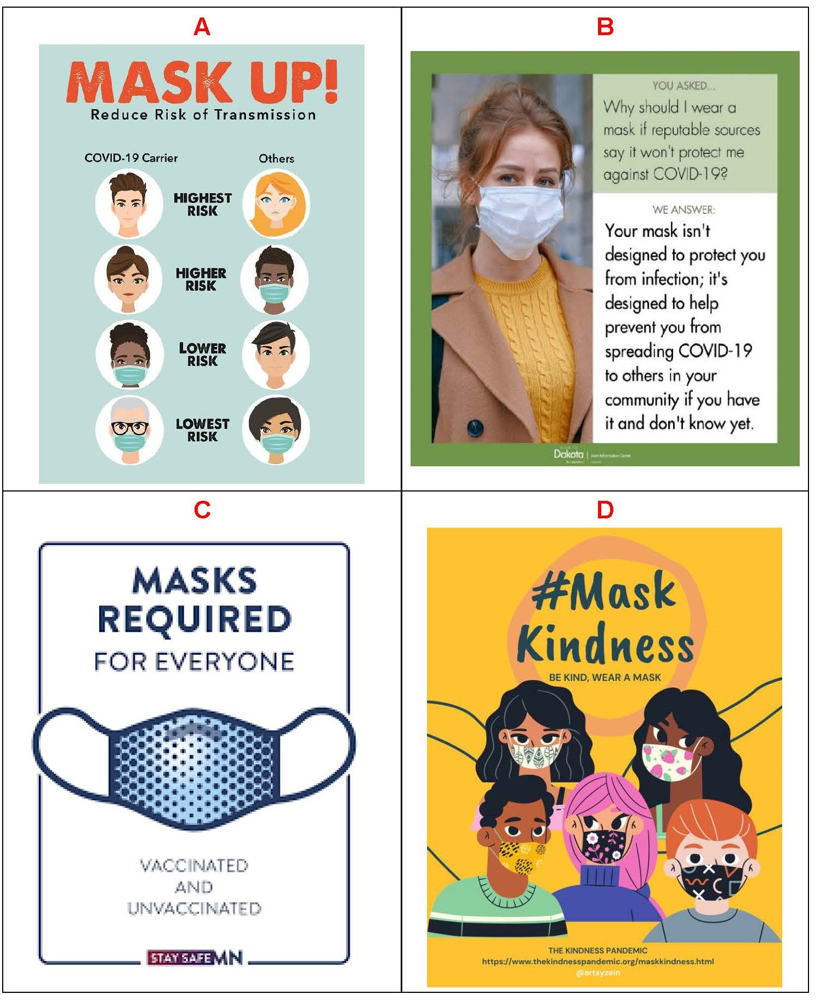 A
MASK UP!
Reduce Risk of Transmission
COVID-19 Carrier
Others
HIGHEST
RISK
HIGHER
RISK
LOWER
RISK
LOWEST
RISK
B
YOU ASKED...
Why should I wear a
mask if reputable sources
say it won't protect me
against COVID-19?
WE ANSWER:
Your mask isn't
designed to protect you
from infection; it's
designed to help
prevent you from
spreading COVID-19
to others in your
community if you have
it and don't know yet.
Dakota
Joint Information Center
C
MASKS
REQUIRED
FOR EVERYONE
VACCINATED
AND
UNVACCINATED
STAY SAFE MN
D
#Mask
Kindness
BE KIND, WEAR A MASK
THE KINDNESS PANDEMIC
https://www.thekindnesspandemic.org/maskkindness.html
@artsyzein